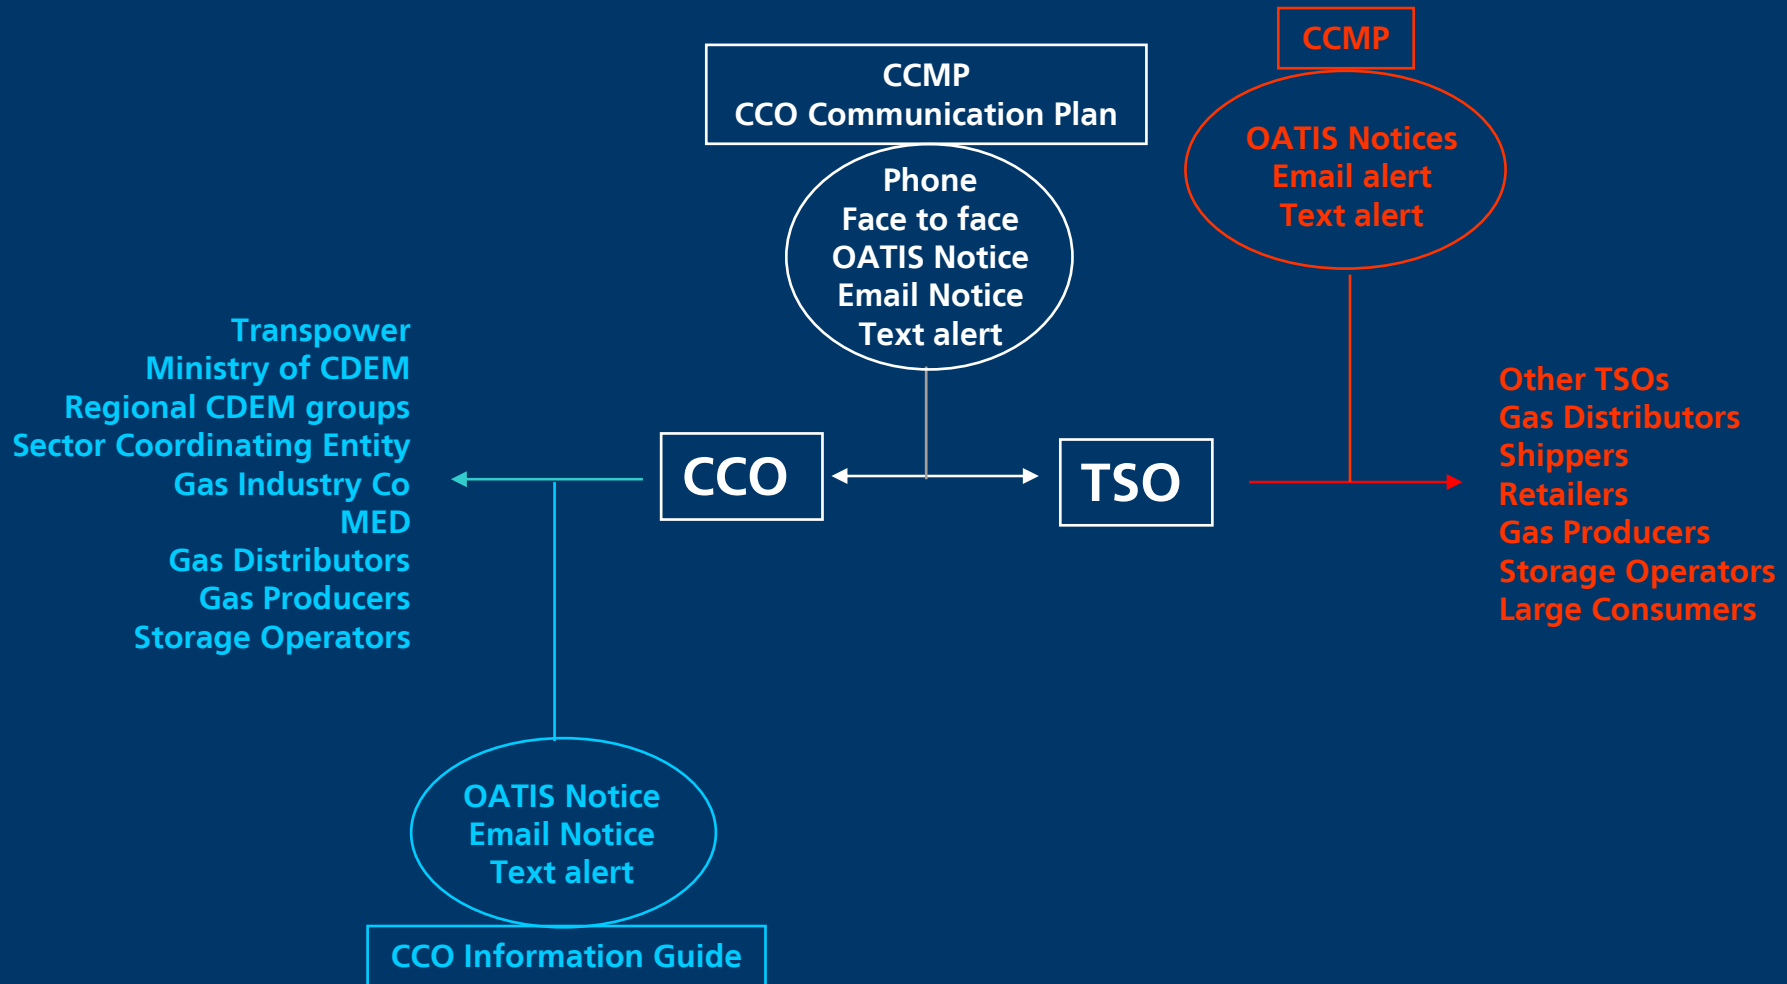 CCMP
CCO Communication Plan
Phone
Face to face
OATIS Notice
Email Notice
Text alert
CCMP
OATIS Notices
Email alert
Text alert
Transpower
Ministry of CDEM
Regional CDEM groups
Sector Coordinating Entity
Gas Industry Co
MED
Gas Distributors
Gas Producers
Storage Operators
CCO
TSO
Other TSOs
Gas Distributors
Shippers
Retailers
Gas Producers
Storage Operators
Large Consumers
OATIS Notice
Email Notice
Text alert
CCO Information Guide